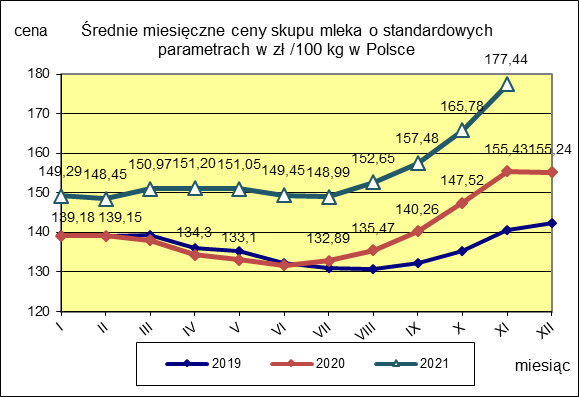 cena
Średnie miesięczne ceny skupu mleka o standardowych
parametrach w zł /100 kg w Polsce
180
170
160
150
140
130
120
177,44
165,78
157,48
152,65
149,29
148,45
150,97
151,20
151,05
149,45
148,99
155,43
155,24
147,52
140,26
135,47
132,89
139,18
139,15
134,3
133,1
I
II
III
IV
V
VI
VII
VIII
IX
X
XI
XII
2019
2020
2021
miesiąc